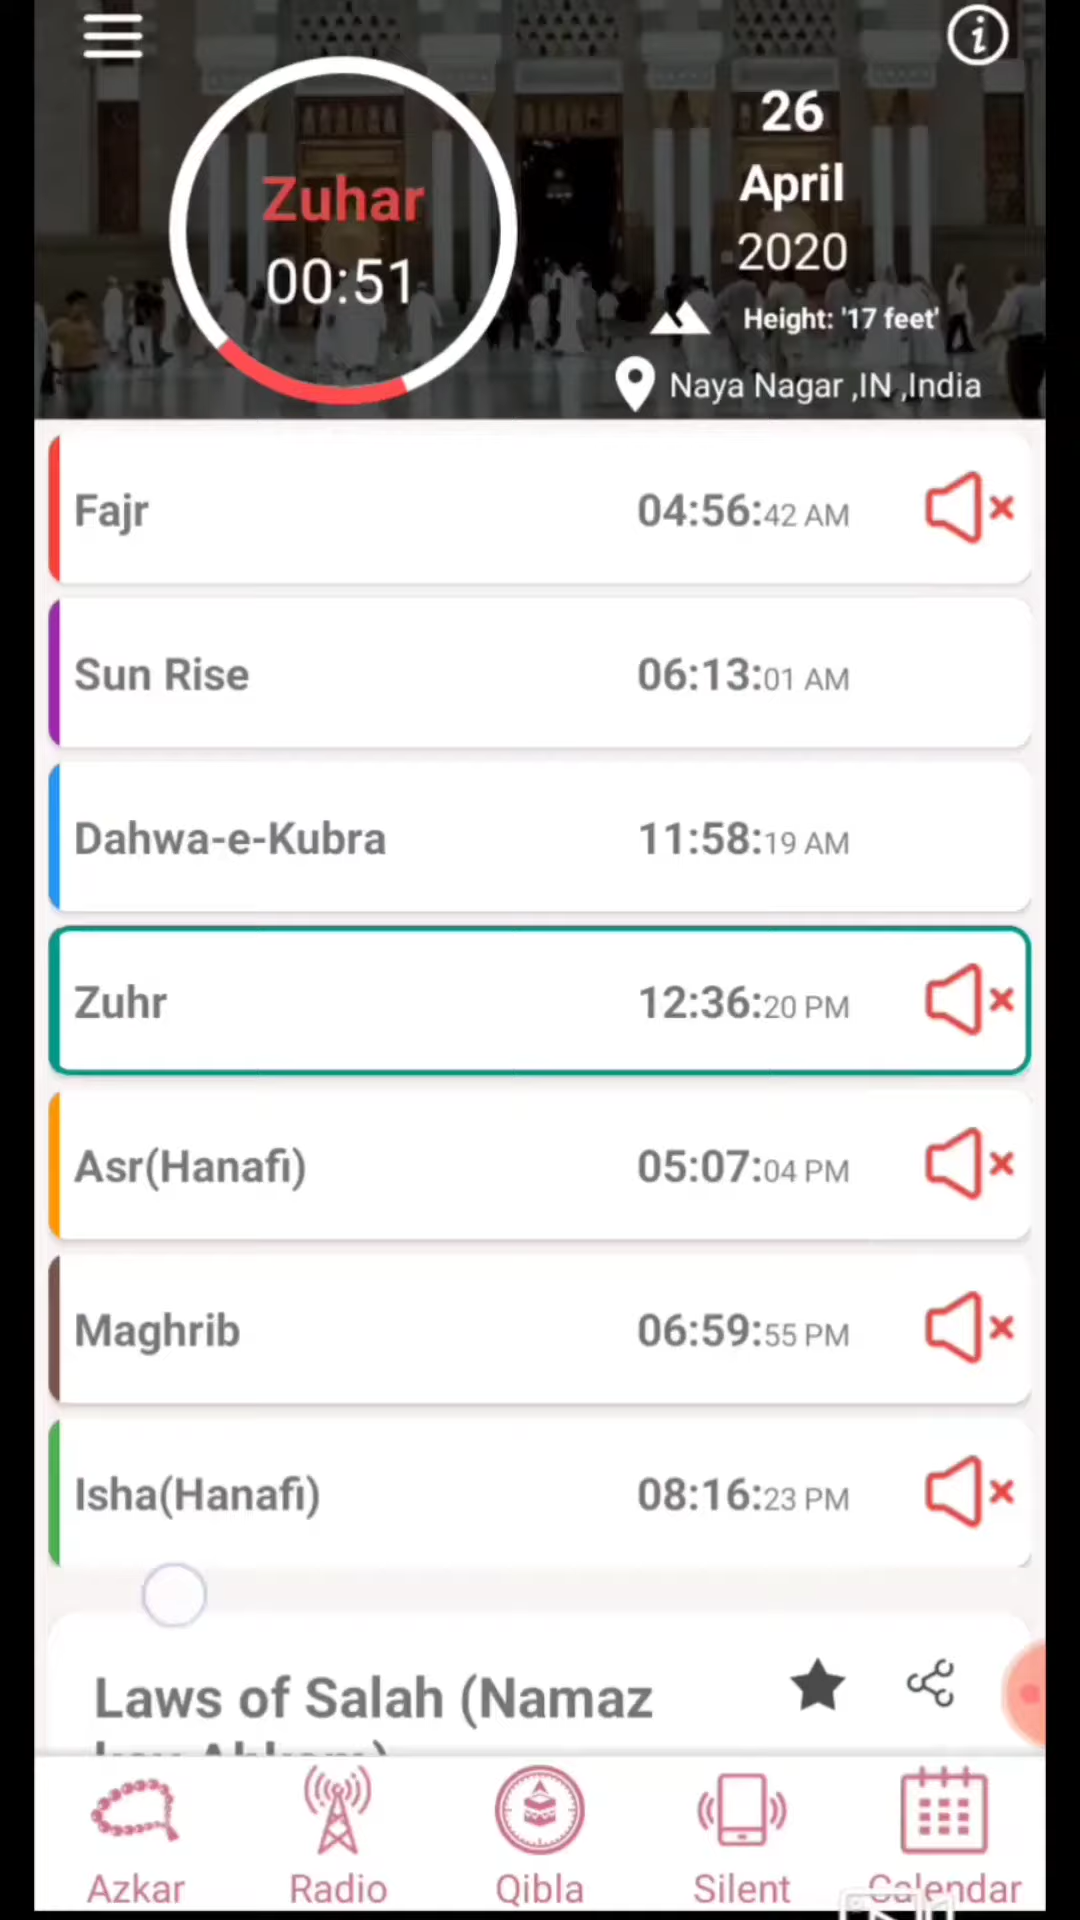 Zuhar
00:51
26
April
2020
Height: '17 feet'
Naya Nagar ,IN ,India
Fajr 04:56:42 AM
Sun Rise 06:13:01 AM
Dahwa-e-Kubra 11:58:19 AM
Zuhr 12:36:20 PM
Asr(Hanafi) 05:07:04 PM
Maghrib 06:59:55 PM
Isha(Hanafi) 08:16:23 PM
Laws of Salah (Namaz
Azkar Radio Qibla Silent Calendar